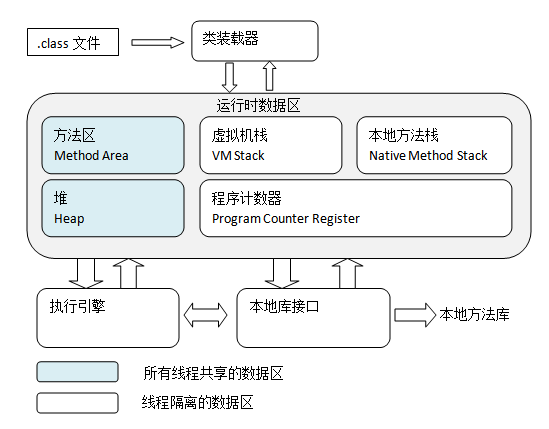 .class 文件
类装载器
运行时数据区
方法区
Method Area
虚拟机栈
VM Stack
本地方法栈
Native Method Stack
堆
Heap
程序计数器
Program Counter Register
执行引擎
本地库接口
本地方法库
所有线程共享的数据区
线程隔离的数据区